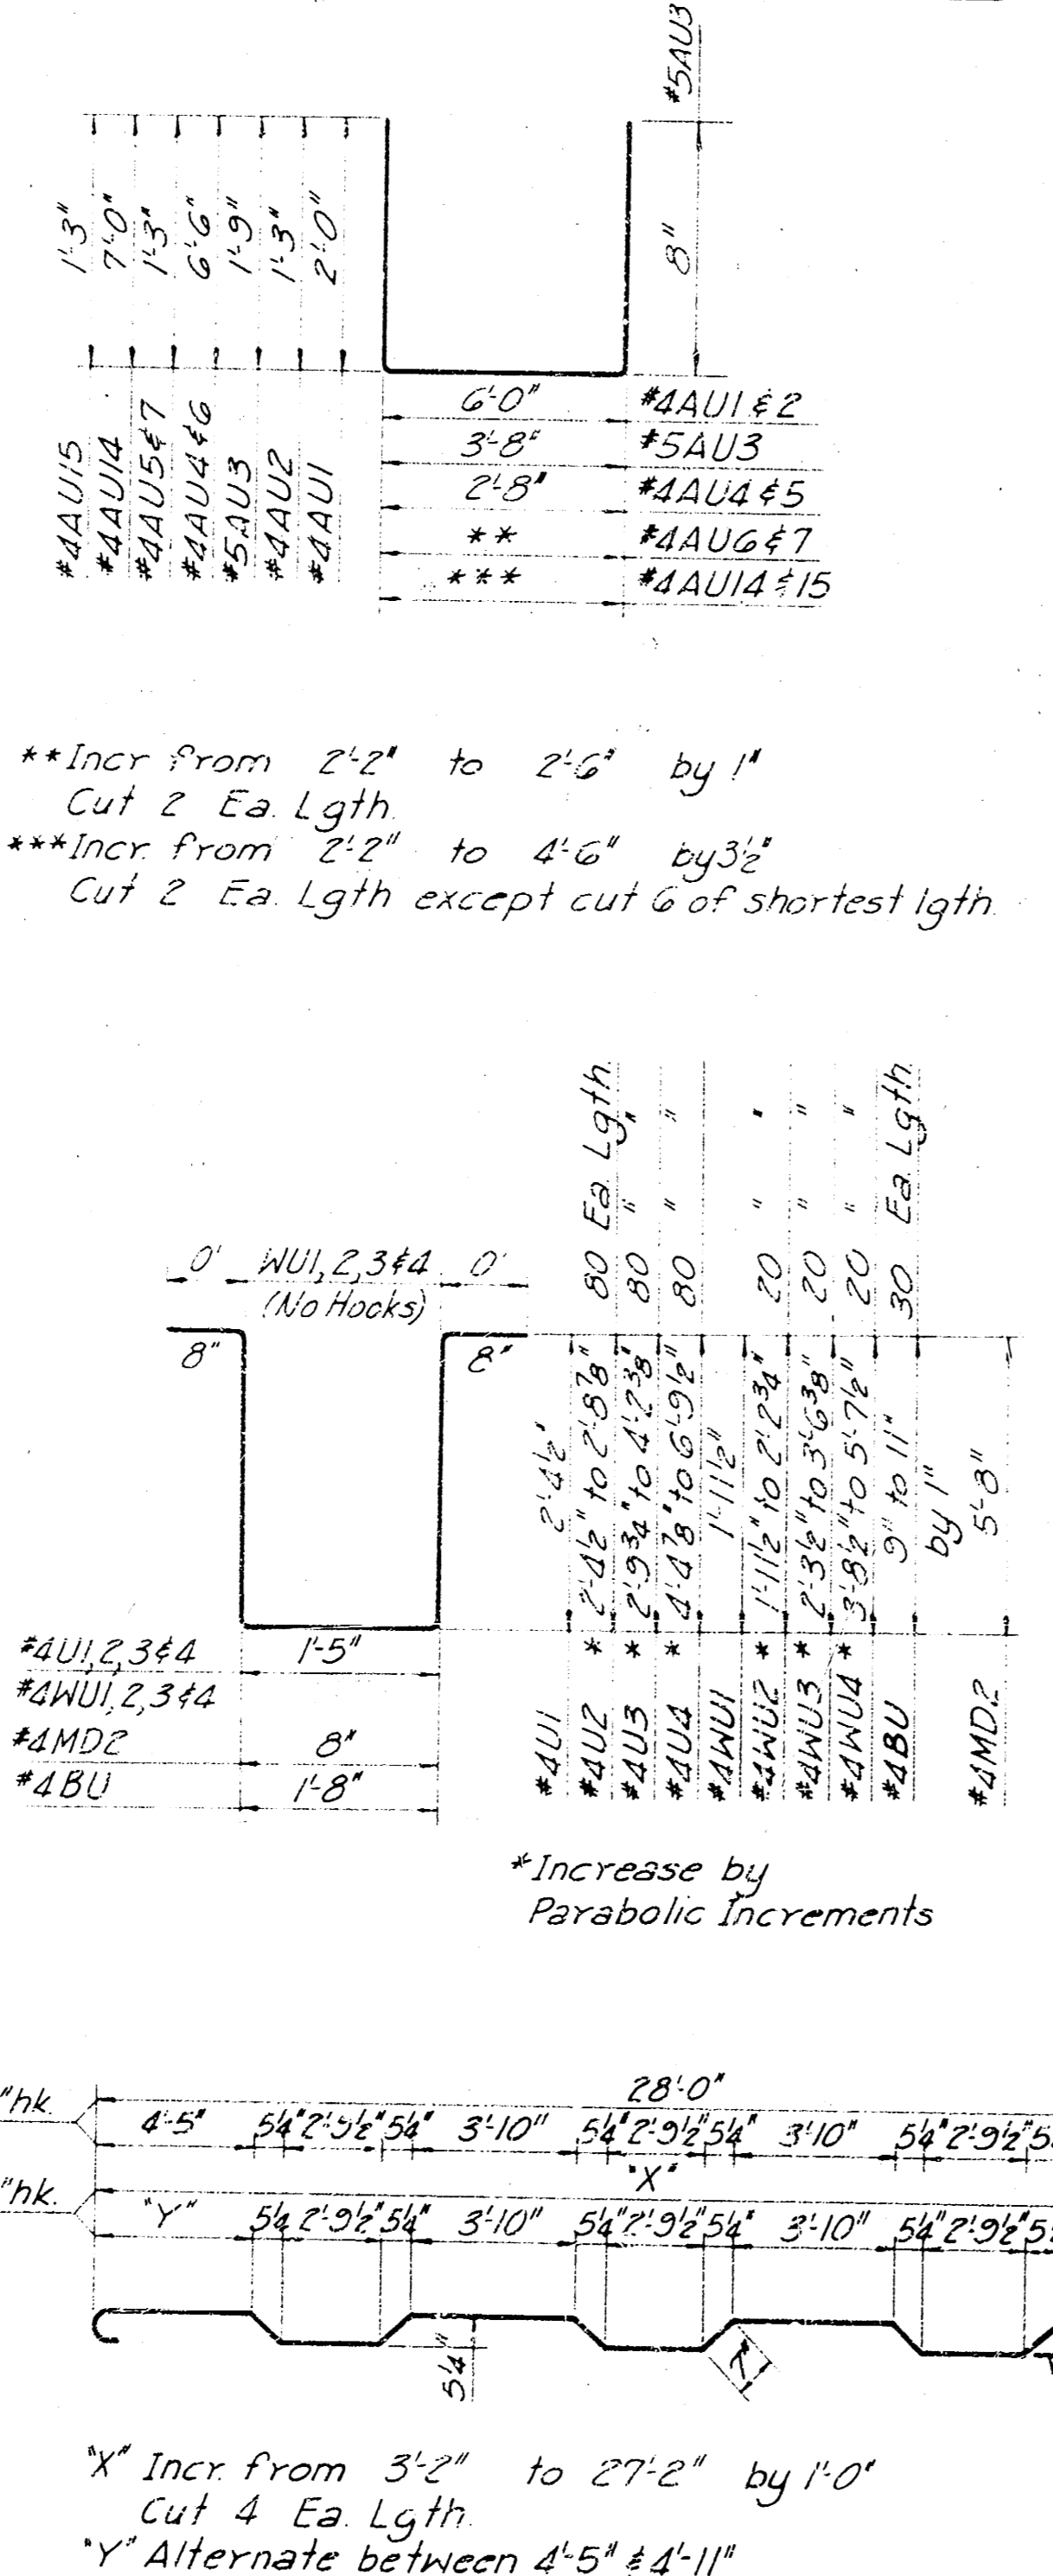 #5AU3
1'-3"
7'-0"
1'-3"
6'-6"
1'-9"
1'-3"
2'-0"
8"
#4AU15
#4AU14
#4AU5&7
#4AU4&6
#5AU3
#4AU2
#4AU1
6'-0" #4AU1&2
3'-8" #5AU3
2'-8" #4AU4&5
** #4AU6&7
*** #4AU14&15
**Incr from 2'-2" to 2'-6" by 1"
Cut 2 Ea. Lgth.
***Incr. from 2'-2" to 4'-6" by 3½"
Cut 2 Ea. Lgth except cut 6 of shortest lgth.
80 Ea. Lgth.
80 " "
80 " "
20 " "
20 " "
20 " "
30 Ea. Lgth.
0' WU1,2,3&4 0'
(No Hooks)
8" 8"
2'-4½"
2'-4½" to 2'-8⅞"
2'-9¾" to 4'-2⅜"
4'-4⅞" to 6'-9½"
1'-11½"
1'-11½" to 2'-2¾"
2'-3½" to 3'-6⅜"
3'-8½" to 5'-7½"
9" to 11"
by 1"
5'-8"
#4U1,2,3&4 1'-5"
#4WU1,2,3&4
#4MD2 8"
#4BU 1'-8"
#4U1
#4U2 *
#4U3 *
#4U4 *
#4WU1
#4WU2 *
#4WU3 *
#4WU4 *
#4BU
#4MD2
*Increase by
Parabolic Increments
"hk. 28'-0"
4'-5" 5¼" 2'-9½" 5¼" 3'-10" 5¼" 2'-9½" 5¼" 3'-10" 5¼" 2'-9½"
"hk. "X"
"Y" 5¼ 2'-9½" 5¼" 3'-10" 5¼" 2'-9½" 5¼" 3'-10" 5¼" 2'-9½"
5¼"
"X" Incr. from 3'-2" to 27'-2" by 1'-0"
Cut 4 Ea. Lgth.
"Y" Alternate between 4'-5" & 4'-11"